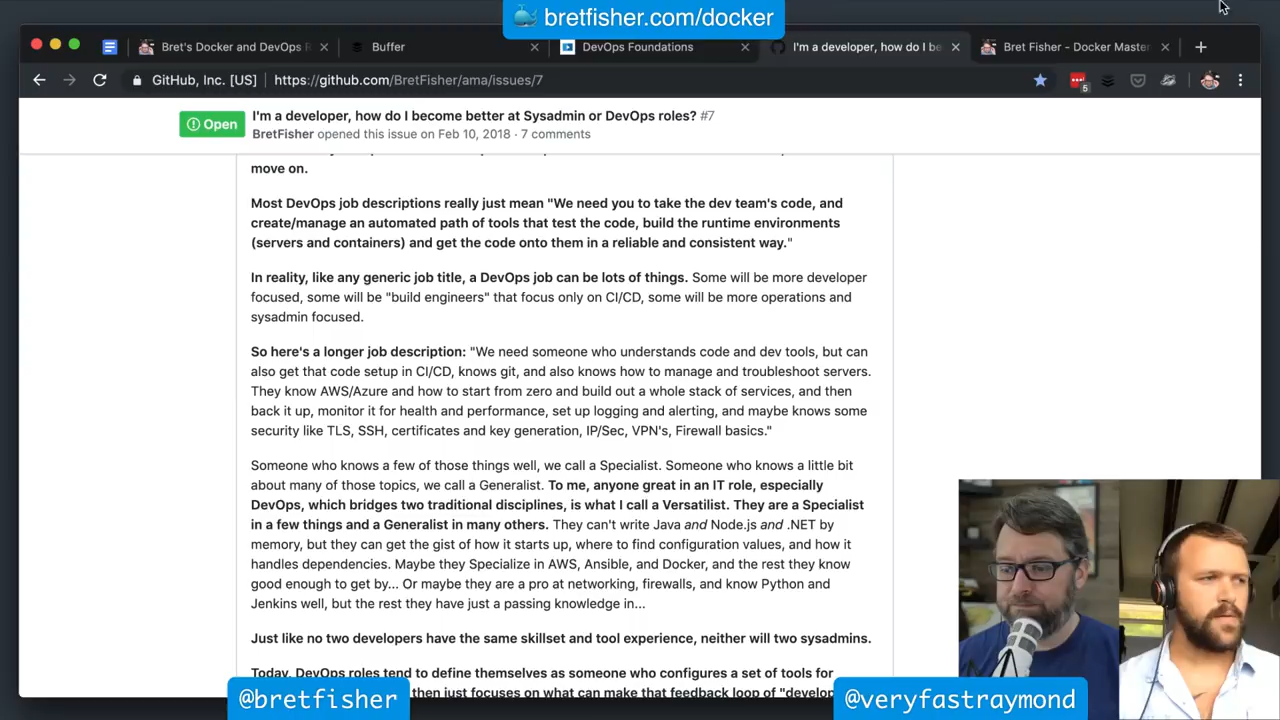 bretfisher.com/docker
Bret's Docker and DevOps R
Buffer
DevOps Foundations
I'm a developer, how do I be
Bret Fisher - Docker Master
GitHub, Inc. [US]
https://github.com/BretFisher/ama/issues/7
5
Open
I'm a developer, how do I become better at Sysadmin or DevOps roles? #7
BretFisher opened this issue on Feb 10, 2018 · 7 comments
move on.
Most DevOps job descriptions really just mean "We need you to take the dev team's code, and
create/manage an automated path of tools that test the code, build the runtime environments
(servers and containers) and get the code onto them in a reliable and consistent way."
In reality, like any generic job title, a DevOps job can be lots of things. Some will be more developer
focused, some will be "build engineers" that focus only on CI/CD, some will be more operations and
sysadmin focused.
So here's a longer job description: "We need someone who understands code and dev tools, but can
also get that code setup in CI/CD, knows git, and also knows how to manage and troubleshoot servers.
They know AWS/Azure and how to start from zero and build out a whole stack of services, and then
back it up, monitor it for health and performance, set up logging and alerting, and maybe knows some
security like TLS, SSH, certificates and key generation, IP/Sec, VPN's, Firewall basics."
Someone who knows a few of those things well, we call a Specialist. Someone who knows a little bit
about many of those topics, we call a Generalist. To me, anyone great in an IT role, especially
DevOps, which bridges two traditional disciplines, is what I call a Versatilist. They are a Specialist
in a few things and a Generalist in many others. They can't write Java and Node.js and .NET by
memory, but they can get the gist of how it starts up, where to find configuration values, and how it
handles dependencies. Maybe they Specialize in AWS, Ansible, and Docker, and the rest they know
good enough to get by... Or maybe they are a pro at networking, firewalls, and know Python and
Jenkins well, but the rest they have just a passing knowledge in...
Just like no two developers have the same skillset and tool experience, neither will two sysadmins.
Today, DevOps roles tend to define themselves as someone who configures a set of tools for
then just focuses on what can make that feedback loop of "develop
@bretfisher
@veryfastraymond